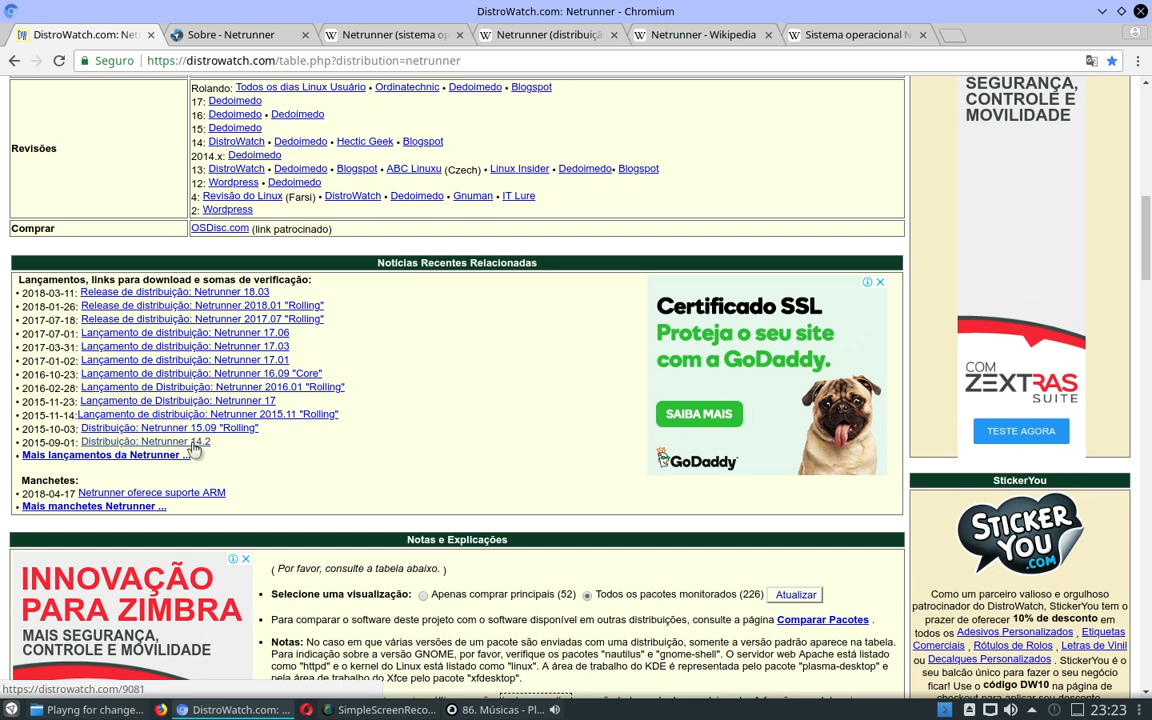 DistroWatch.com: Netrunner - Chromium
DistroWatch.com: Net
Sobre - Netrunner
Netrunner (sistema op
Netrunner (distribuiçã
Netrunner - Wikipedia
Sistema operacional N
Seguro https://distrowatch.com/table.php?distribution=netrunner
Revisões
Rolando: Todos os dias Linux Usuário • Ordinatechnic • Dedoimedo • Blogspot
17: Dedoimedo
16: Dedoimedo • Dedoimedo
15: Dedoimedo
14: DistroWatch • Dedoimedo • Hectic Geek • Blogspot
2014.x: Dedoimedo
13: DistroWatch • Dedoimedo • Blogspot • ABC Linuxu (Czech) • Linux Insider • Dedoimedo• Blogspot
12: Wordpress • Dedoimedo
4: Revisão do Linux (Farsi) • DistroWatch • Dedoimedo • Gnuman • IT Lure
2: Wordpress
Comprar
OSDisc.com (link patrocinado)
Notícias Recentes Relacionadas
Lançamentos, links para download e somas de verificação:
• 2018-03-11: Release de distribuição: Netrunner 18.03
• 2018-01-26: Release de distribuição: Netrunner 2018.01 "Rolling"
• 2017-07-18: Release de distribuição: Netrunner 2017.07 "Rolling"
• 2017-07-01: Lançamento de distribuição: Netrunner 17.06
• 2017-03-31: Lançamento de distribuição: Netrunner 17.03
• 2017-01-02: Lançamento de distribuição: Netrunner 17.01
• 2016-10-23: Lançamento de distribuição: Netrunner 16.09 "Core"
• 2016-02-28: Lançamento de Distribuição: Netrunner 2016.01 "Rolling"
• 2015-11-23: Lançamento de Distribuição: Netrunner 17
• 2015-11-14:Lançamento de distribuição: Netrunner 2015.11 "Rolling"
• 2015-10-03: Distribuição: Netrunner 15.09 "Rolling"
• 2015-09-01: Distribuição: Netrunner 14.2
• Mais lançamentos da Netrunner ...
Manchetes:
• 2018-04-17 Netrunner oferece suporte ARM
• Mais manchetes Netrunner ...
Certificado SSL
Proteja o seu site
com a GoDaddy.
SAIBA MAIS
GoDaddy
SEGURANÇA,
CONTROLE E
MOVILIDADE
COM
ZEXTRAS
SUITE
TESTE AGORA
StickerYou
STICKER
YOU
.COM
Como um parceiro valioso e orgulhoso
patrocinado do DistroWatch, StickerYou tem o
prazer de oferecer 10% de desconto em
todos os Adesivos Personalizados , Etiquetas
Comerciais , Rótulos de Rolos , Letras de Vinil
ou Decalques Personalizados . StickerYou é o
seu balcão único para fazer o seu negócio
ficar! Use o código DW10 na página de
Notas e Explicações
INNOVAÇÃO
PARA ZIMBRA
MAIS SEGURANÇA,
CONTROLE E MOVILIDADE
( Por favor, consulte a tabela abaixo. )
• Selecione uma visualização: Apenas comprar principais (52) Todos os pacotes monitorados (226) Atualizar
• Para comparar o software deste projeto com o software disponível em outras distribuições, consulte a página Comparar Pacotes .
• Notas: No caso em que várias versões de um pacote são enviadas com uma distribuição, somente a versão padrão aparece na tabela.
Para indicação sobre a versão GNOME, por favor, verifique os pacotes "nautilus" e "gnome-shell". O servidor web Apache está listado
como "httpd" e o kernel do Linux está listado como "linux". A área de trabalho do KDE é representada pelo pacote "plasma-desktop" e
pela área de trabalho do Xfce pelo pacote "xfdesktop".
https://distrowatch.com/9081
Playng for change...
DistroWatch.com: ...
SimpleScreenReco...
86. Músicas - Pl...
23:23